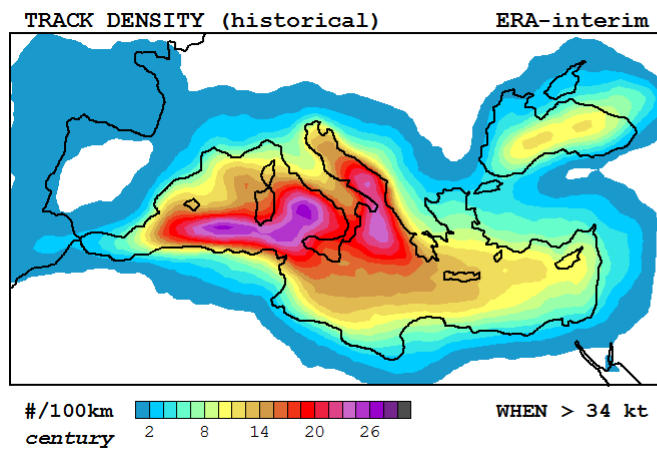 TRACK DENSITY (historical) ERA-interim
#/100km WHEN > 34 kt
century 2 8 14 20 26